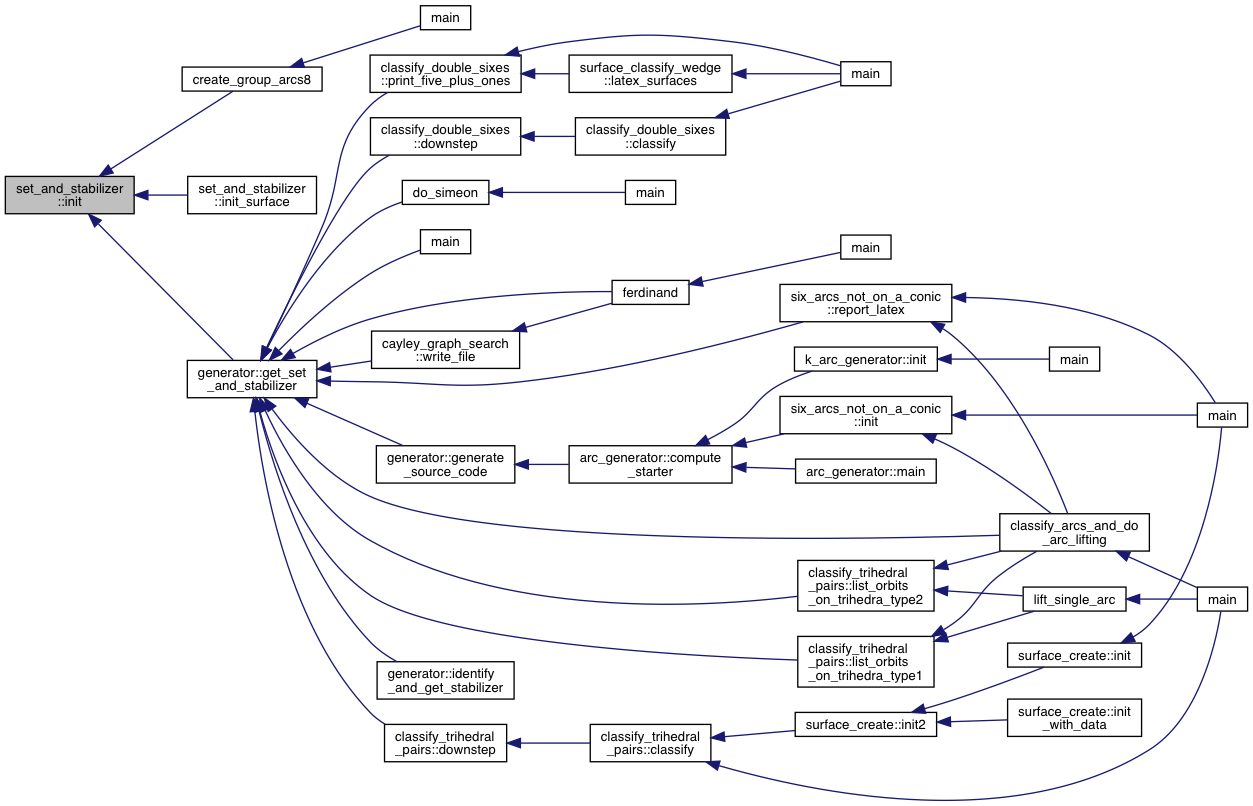 main
create_group_arcs8
classify_double_sixes
::print_five_plus_ones
surface_classify_wedge
::latex_surfaces
main
classify_double_sixes
::downstep
classify_double_sixes
::classify
set_and_stabilizer
::init
set_and_stabilizer
::init_surface
do_simeon
main
main
main
ferdinand
six_arcs_not_on_a_conic
::report_latex
cayley_graph_search
::write_file
k_arc_generator::init
main
generator::get_set
_and_stabilizer
six_arcs_not_on_a_conic
::init
main
generator::generate
_source_code
arc_generator::compute
_starter
arc_generator::main
classify_arcs_and_do
_arc_lifting
classify_trihedral
_pairs::list_orbits
_on_trihedra_type2
lift_single_arc
main
classify_trihedral
_pairs::list_orbits
_on_trihedra_type1
surface_create::init
generator::identify
_and_get_stabilizer
surface_create::init2
surface_create::init
_with_data
classify_trihedral
_pairs::downstep
classify_trihedral
_pairs::classify